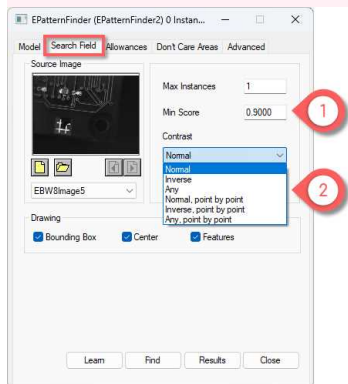 EPatternFinder (EPatternFinder2) 0 Instan...
Model Search Field Allowances Don't Care Areas Advanced
Source Image
Max Instances 1
Min Score 0.9000
1
Contrast
Normal
Normal
Inverse
Any
Normal, point by point
Inverse, point by point
Any, point by point
2
EBW8Image5
Drawing
Bounding Box Center Features
Learn Find Results Close